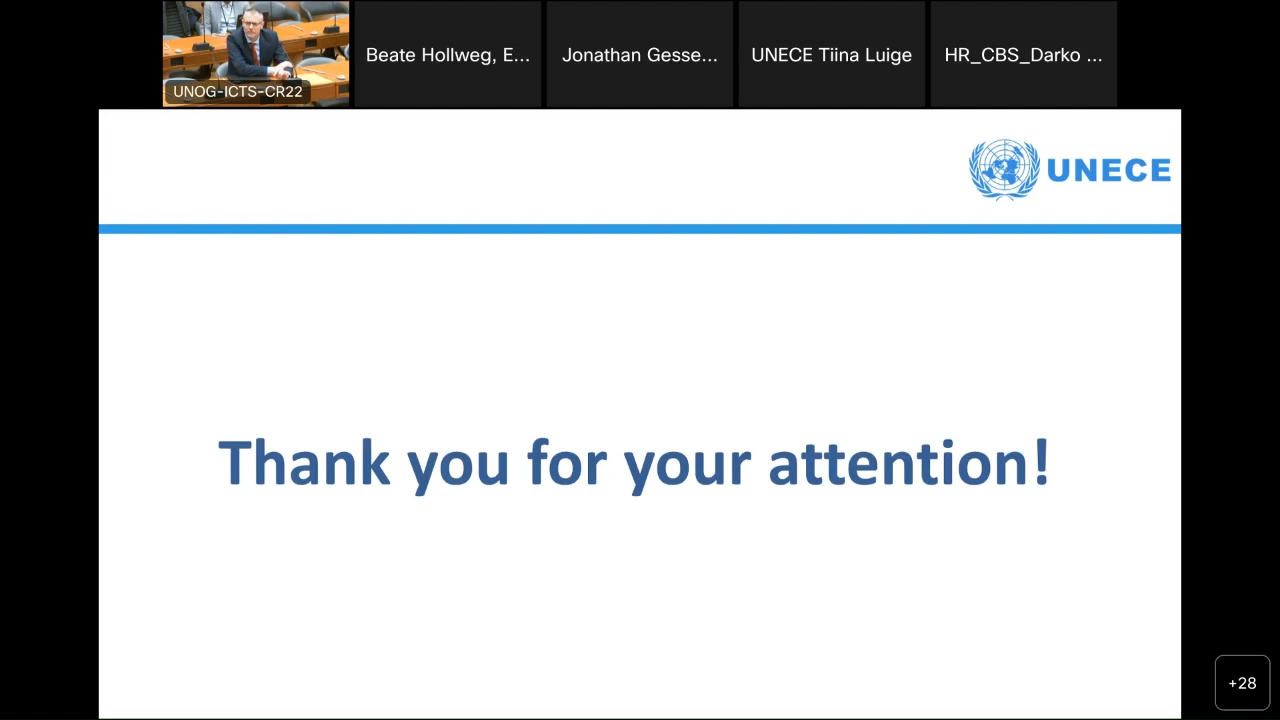 UNOG-ICTS-CR22
Beate Hollweg, E...
Jonathan Gesse...
UNECE Tiina Luige
HR_CBS_Darko ...
UNECE
Thank you for your attention!
+28